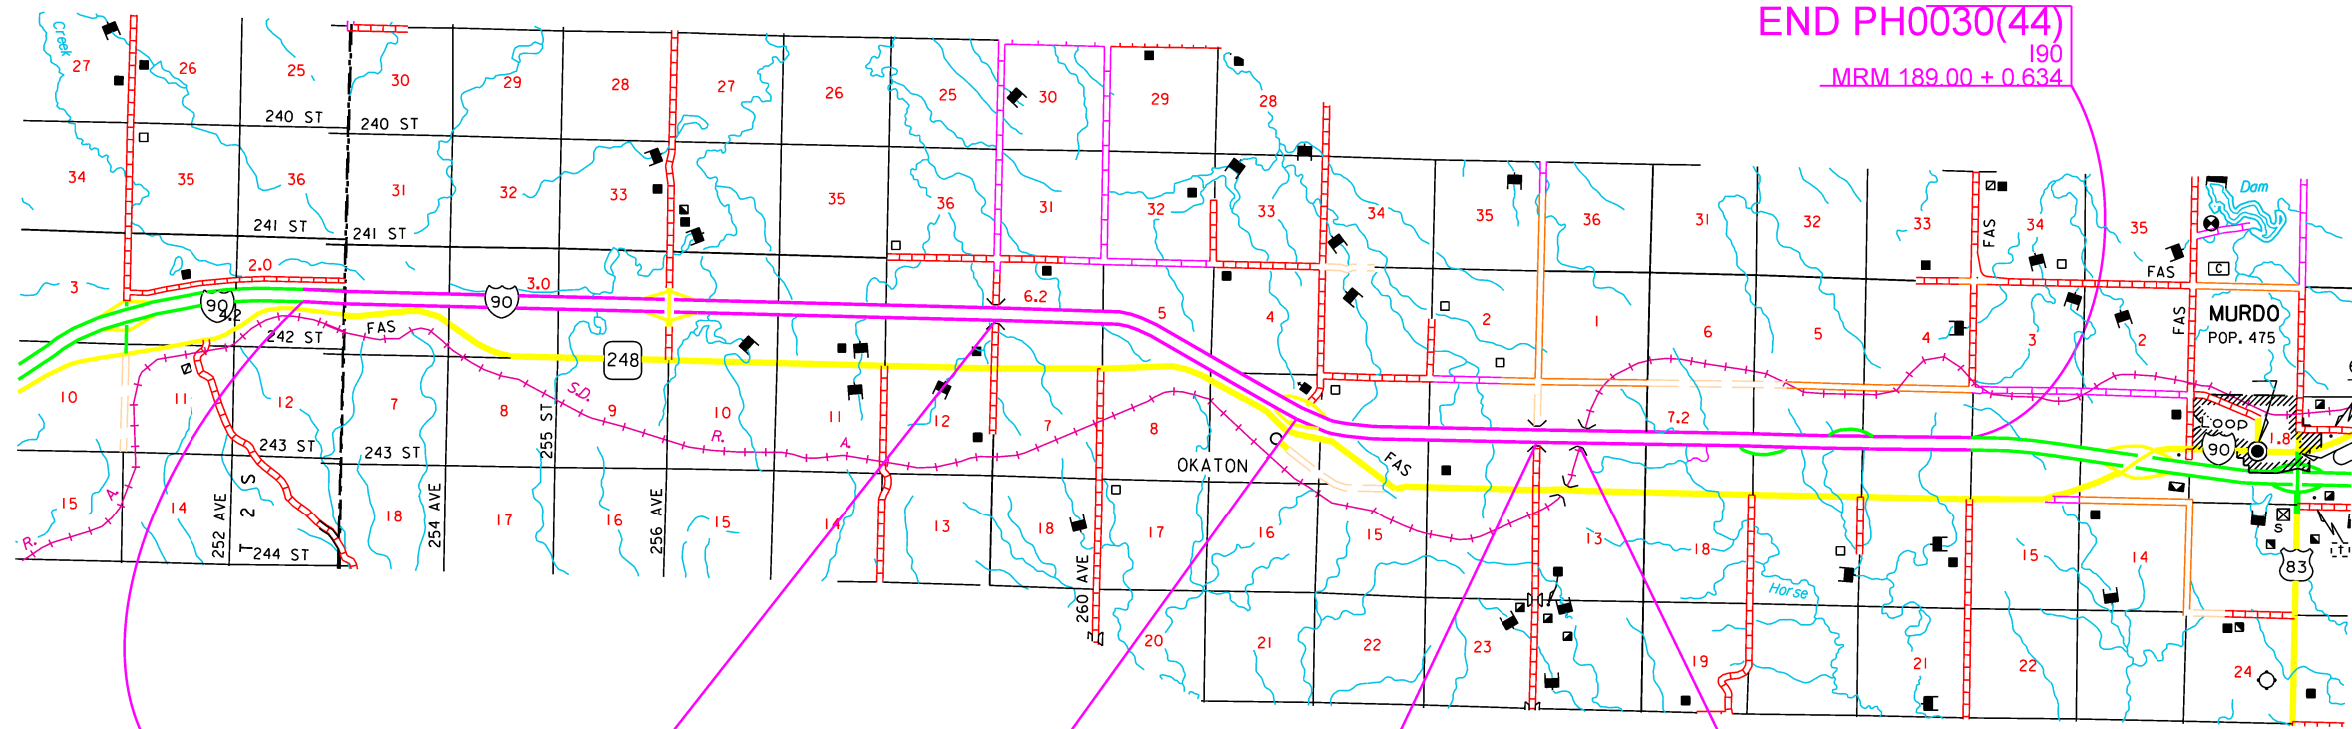 END PH0030(44)
I90
MRM 189.00 + 0.634
Creek
27
26
25
30
29
28
27
26
25
30
29
28
240 ST
240 ST
34
35
36
31
32
33
35
36
31
32
33
34
35
36
31
32
33
34
35
Dam
FAS
241 ST
241 ST
2.0
3.0
6.2
FAS
C
3
90
4.2
90
5
4
2
1
6
5
4
3
2
FAS
MURDO
POP. 475
242 ST
FAS
248
S.D.
10
11
12
7
8
9
10
11
12
7
8
7.2
R.
A.
255 ST
243 ST
243 ST
OKATON
FAS
LOOP
90
1.8
15
14
252 AVE
T 2 S
18
254 AVE
17
16
256 AVE
15
14
13
18
17
16
15
13
18
15
14
S
A.
R.
244 ST
260 AVE
Horse
83
20
21
22
23
19
21
22
24